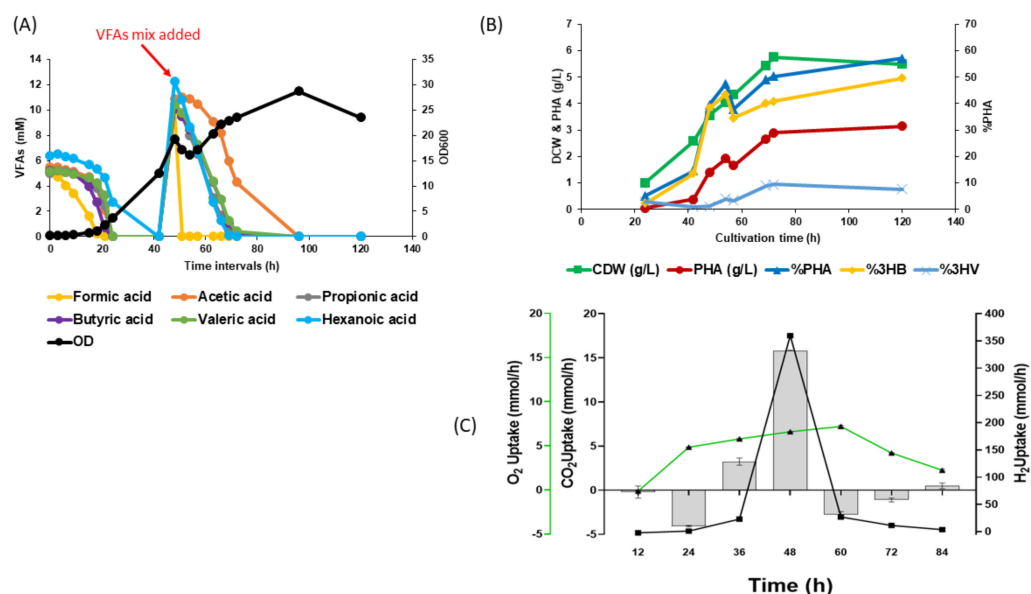 (A)
VFAs mix added
14
12
10
8
6
4
2
0
VFAs (mM)
35
30
25
20
15
10
5
0
OD600
0 20 40 60 80 100 120 140
Time intervals (h)
Formic acid Acetic acid Propionic acid
Butyric acid Valeric acid Hexanoic acid
OD
(B)
7
6
5
4
3
2
1
0
DCW & PHA (g/L)
70
60
50
40
30
20
10
0
%PHA
0 20 40 60 80 100 120 140
Cultivation time (h)
CDW (g/L) PHA (g/L) %PHA %3HB %3HV
(C)
20
15
10
5
0
-5
O2 Uptake (mmol/h)
20
15
10
5
0
-5
CO2Uptake (mmol/h)
400
350
300
250
200
150
100
50
0
H2Uptake (mmol/h)
12 24 36 48 60 72 84
Time (h)